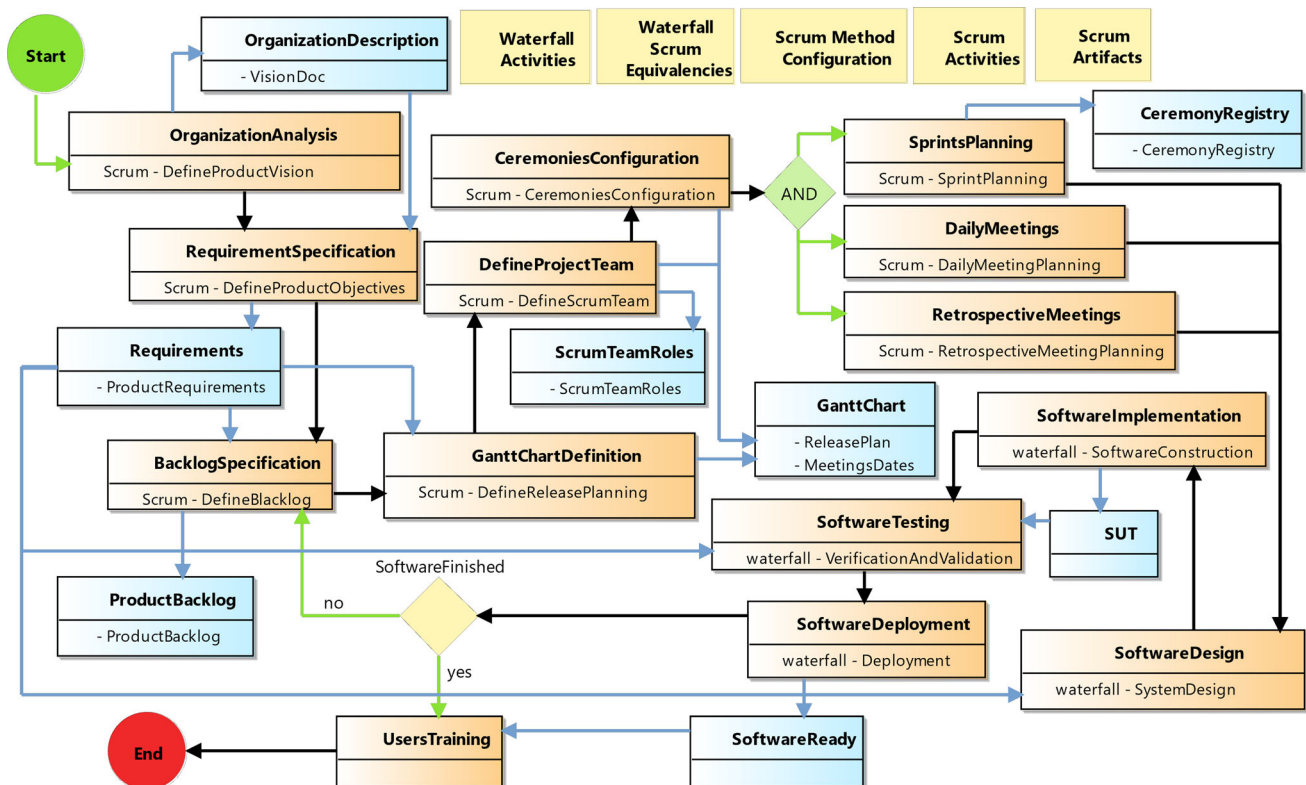 Start
OrganizationDescription
- VisionDoc
Waterfall
Activities
Waterfall
Scrum
Equivalencies
Scrum Method
Configuration
Scrum
Activities
Scrum
Artifacts
OrganizationAnalysis
Scrum - DefineProductVision
CeremoniesConfiguration
Scrum - CeremoniesConfiguration
AND
SprintsPlanning
Scrum - SprintPlanning
CeremonyRegistry
- CeremonyRegistry
RequirementSpecification
Scrum - DefineProductObjectives
DefineProjectTeam
Scrum - DefineScrumTeam
DailyMeetings
Scrum - DailyMeetingPlanning
RetrospectiveMeetings
Scrum - RetrospectiveMeetingPlanning
Requirements
- ProductRequirements
ScrumTeamRoles
- ScrumTeamRoles
GanttChart
- ReleasePlan
- MeetingsDates
SoftwareImplementation
waterfall - SoftwareConstruction
BacklogSpecification
Scrum - DefineBlacklog
GanttChartDefinition
Scrum - DefineReleasePlanning
SoftwareTesting
waterfall - VerificationAndValidation
SUT
SoftwareFinished
no
yes
ProductBacklog
- ProductBacklog
SoftwareDeployment
waterfall - Deployment
SoftwareDesign
waterfall - SystemDesign
End
UsersTraining
SoftwareReady